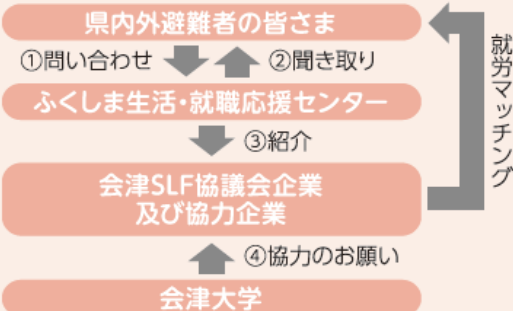 県内外避難者の皆さま
①問い合わせ
②聞き取り
ふくしま生活・就職応援センター
③紹介
会津SLF協議会企業
及び協力企業
④協力のお願い
会津大学
就労マッチング